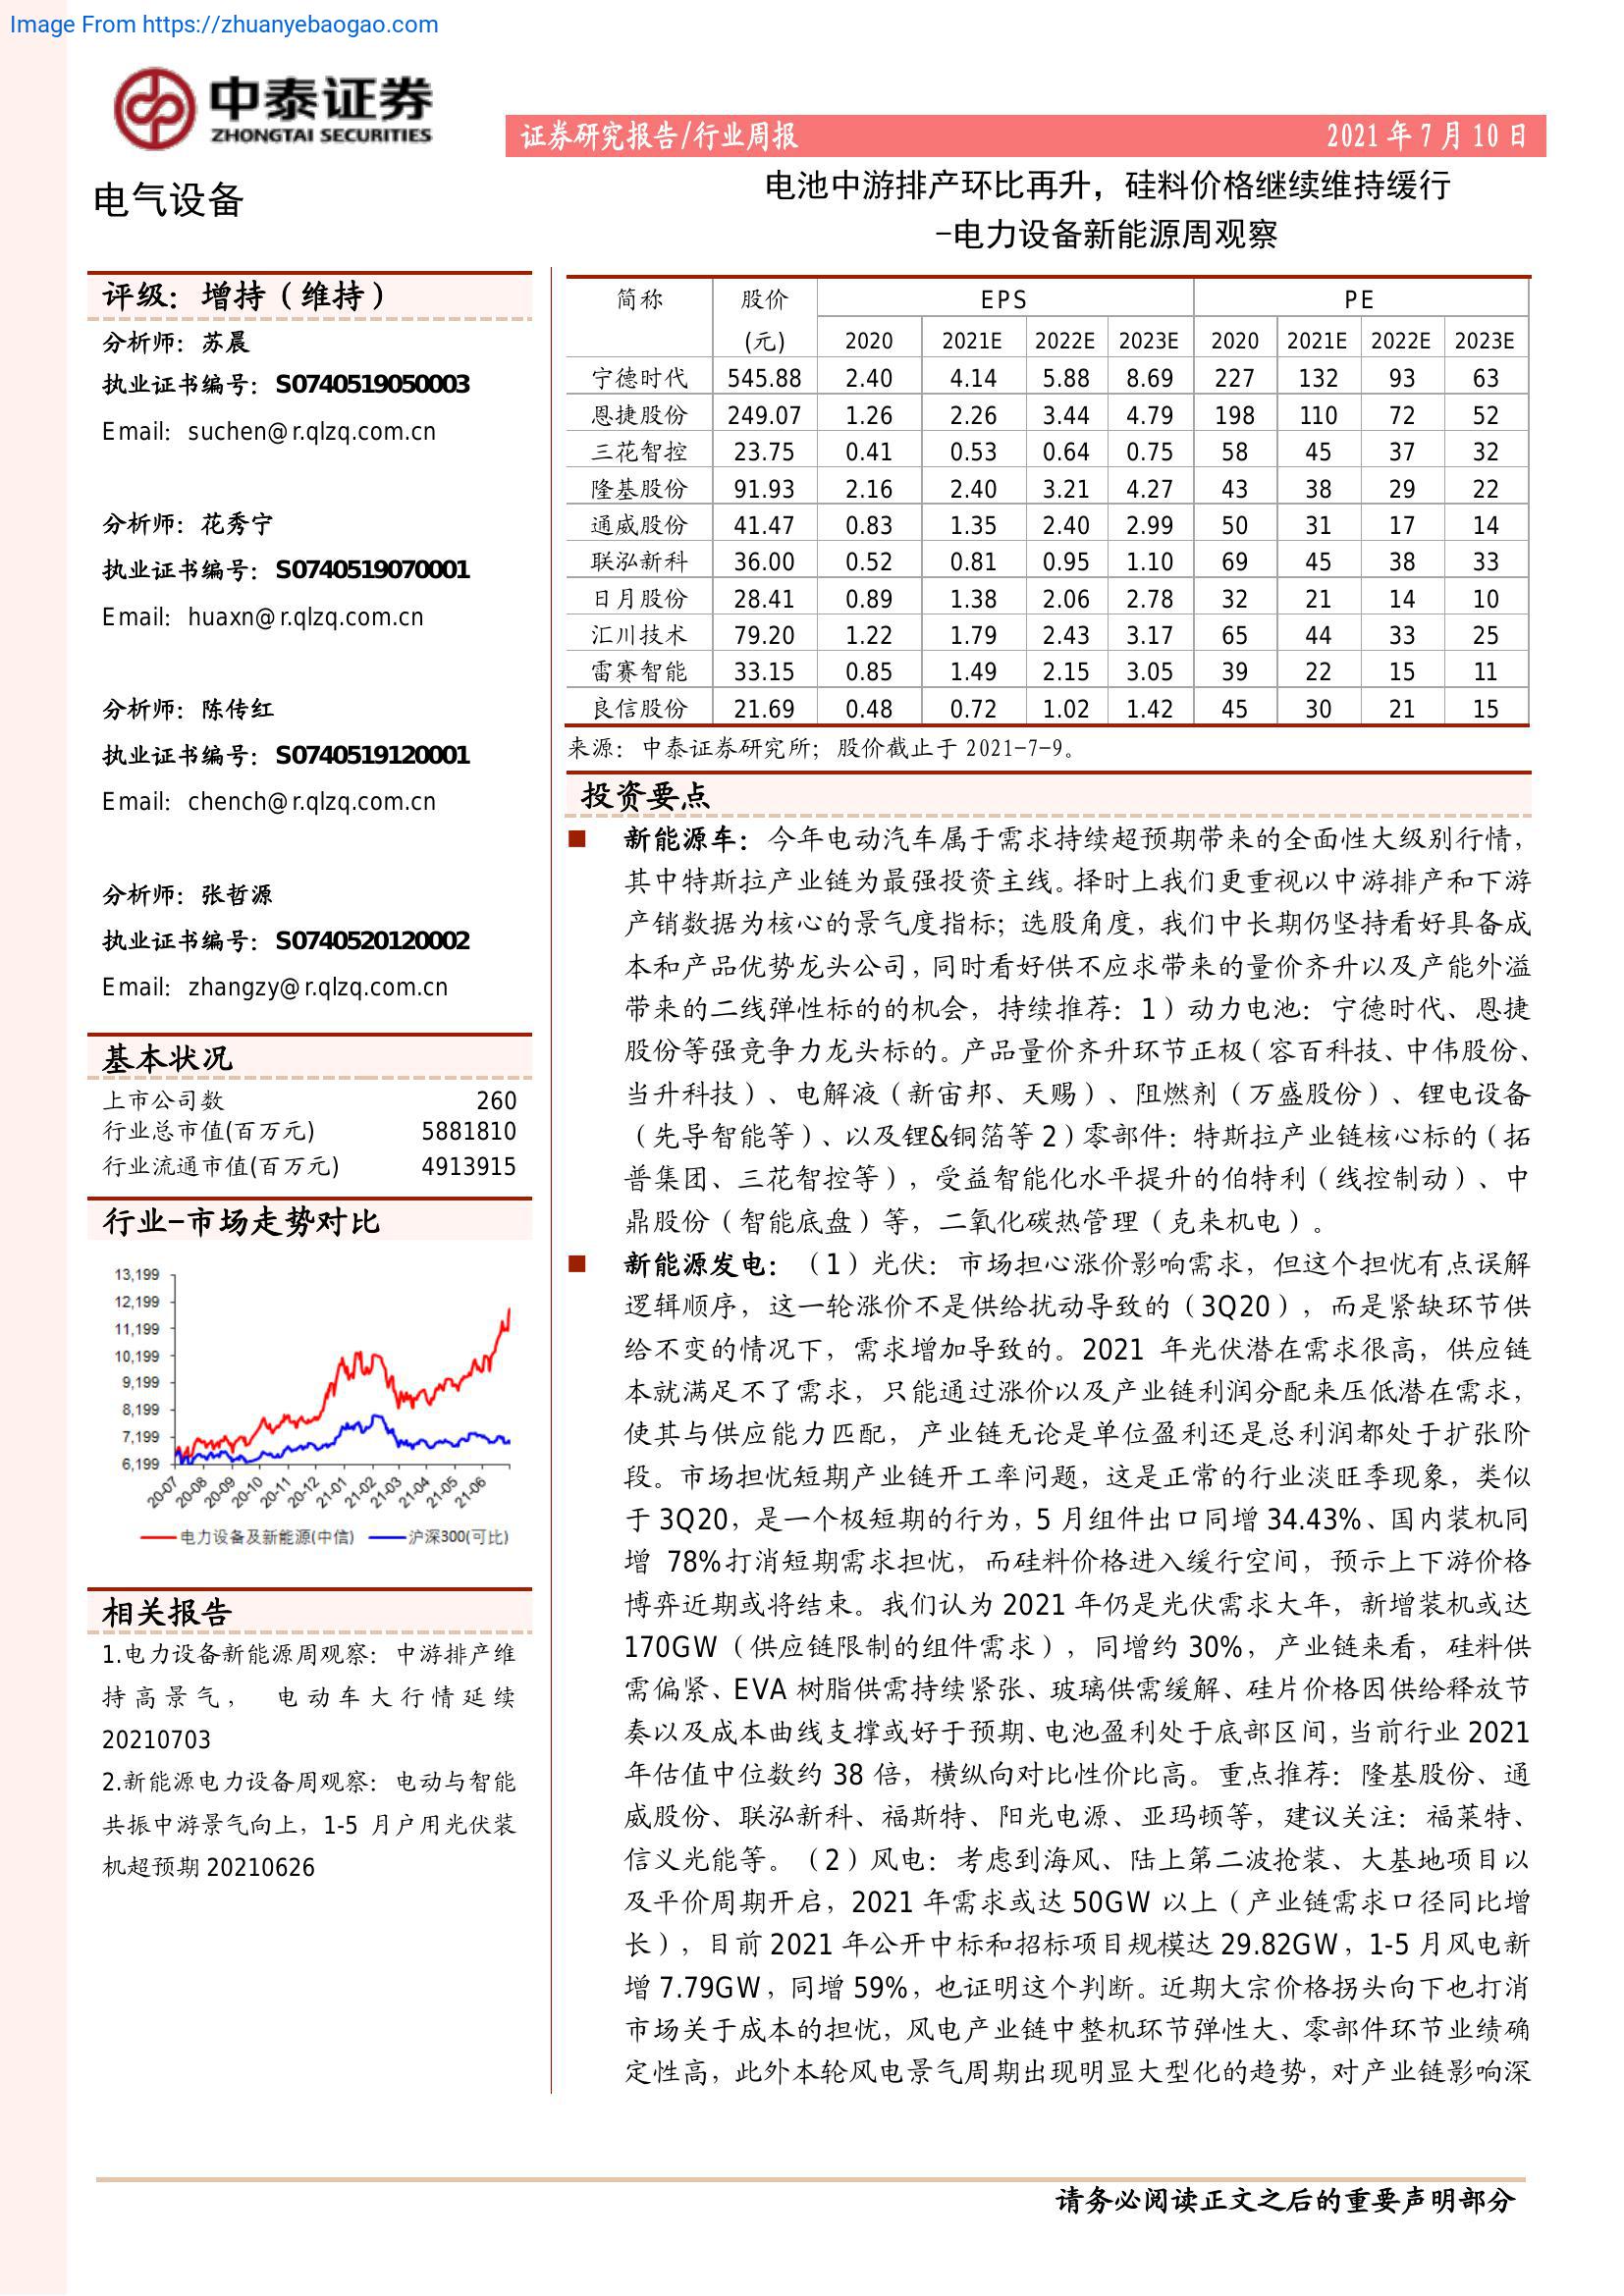 Image From https://zhuanyebaogao.com
中泰证券
ZHONGTAI SECURITIES
证券研究报告/行业周报
2021 年 7 月 10 日
电气设备
电池中游排产环比再升，硅料价格继续维持缓行
-电力设备新能源周观察
评级：增持（维持）
分析师：苏晨
执业证书编号：S0740519050003
Email：suchen@r.qlzq.com.cn
分析师：花秀宁
执业证书编号：S0740519070001
Email：huaxn@r.qlzq.com.cn
分析师：陈传红
执业证书编号：S0740519120001
Email：chench@r.qlzq.com.cn
分析师：张哲源
执业证书编号：S0740520120002
Email：zhangzy@r.qlzq.com.cn
基本状况
上市公司数 260
行业总市值(百万元) 5881810
行业流通市值(百万元) 4913915
行业-市场走势对比
13,199
12,199
11,199
10,199
9,199
8,199
7,199
6,199
20-07 20-08 20-09 20-10 20-11 20-12 21-01 21-02 21-03 21-04 21-05 21-06
电力设备及新能源(中信) 沪深300(可比)
相关报告
1.电力设备新能源周观察：中游排产维
持高景气， 电动车大行情延续
20210703
2.新能源电力设备周观察：电动与智能
共振中游景气向上，1-5 月户用光伏装
机超预期 20210626
简称 股价 EPS PE
(元) 2020 2021E 2022E 2023E 2020 2021E 2022E 2023E
宁德时代 545.88 2.40 4.14 5.88 8.69 227 132 93 63
恩捷股份 249.07 1.26 2.26 3.44 4.79 198 110 72 52
三花智控 23.75 0.41 0.53 0.64 0.75 58 45 37 32
隆基股份 91.93 2.16 2.40 3.21 4.27 43 38 29 22
通威股份 41.47 0.83 1.35 2.40 2.99 50 31 17 14
联泓新科 36.00 0.52 0.81 0.95 1.10 69 45 38 33
日月股份 28.41 0.89 1.38 2.06 2.78 32 21 14 10
汇川技术 79.20 1.22 1.79 2.43 3.17 65 44 33 25
雷赛智能 33.15 0.85 1.49 2.15 3.05 39 22 15 11
良信股份 21.69 0.48 0.72 1.02 1.42 45 30 21 15
来源：中泰证券研究所；股价截止于 2021-7-9。
投资要点
■ 新能源车：今年电动汽车属于需求持续超预期带来的全面性大级别行情，
其中特斯拉产业链为最强投资主线。择时上我们更重视以中游排产和下游
产销数据为核心的景气度指标；选股角度，我们中长期仍坚持看好具备成
本和产品优势龙头公司，同时看好供不应求带来的量价齐升以及产能外溢
带来的二线弹性标的的机会，持续推荐：1）动力电池：宁德时代、恩捷
股份等强竞争力龙头标的。产品量价齐升环节正极（容百科技、中伟股份、
当升科技）、电解液（新宙邦、天赐）、阻燃剂（万盛股份）、锂电设备
（先导智能等）、以及锂&铜箔等 2）零部件：特斯拉产业链核心标的（拓
普集团、三花智控等），受益智能化水平提升的伯特利（线控制动）、中
鼎股份（智能底盘）等，二氧化碳热管理（克来机电）。
■ 新能源发电：（1）光伏：市场担心涨价影响需求，但这个担忧有点误解
逻辑顺序，这一轮涨价不是供给扰动导致的（3Q20），而是紧缺环节供
给不变的情况下，需求增加导致的。2021 年光伏潜在需求很高，供应链
本就满足不了需求，只能通过涨价以及产业链利润分配来压低潜在需求，
使其与供应能力匹配，产业链无论是单位盈利还是总利润都处于扩张阶
段。市场担忧短期产业链开工率问题，这是正常的行业淡旺季现象，类似
于 3Q20，是一个极短期的行为，5 月组件出口同增 34.43%、国内装机同
增 78%打消短期需求担忧，而硅料价格进入缓行空间，预示上下游价格
博弈近期或将结束。我们认为 2021 年仍是光伏需求大年，新增装机或达
170GW（供应链限制的组件需求），同增约 30%，产业链来看，硅料供
需偏紧、EVA 树脂供需持续紧张、玻璃供需缓解、硅片价格因供给释放节
奏以及成本曲线支撑或好于预期、电池盈利处于底部区间，当前行业 2021
年估值中位数约 38 倍，横纵向对比性价比高。重点推荐：隆基股份、通
威股份、联泓新科、福斯特、阳光电源、亚玛顿等，建议关注：福莱特、
信义光能等。（2）风电：考虑到海风、陆上第二波抢装、大基地项目以
及平价周期开启，2021 年需求或达 50GW 以上（产业链需求口径同比增
长），目前 2021 年公开中标和招标项目规模达 29.82GW，1-5 月风电新
增 7.79GW，同增 59%，也证明这个判断。近期大宗价格拐头向下也打消
市场关于成本的担忧，风电产业链中整机环节弹性大、零部件环节业绩确
定性高，此外本轮风电景气周期出现明显大型化的趋势，对产业链影响深
请务必阅读正文之后的重要声明部分